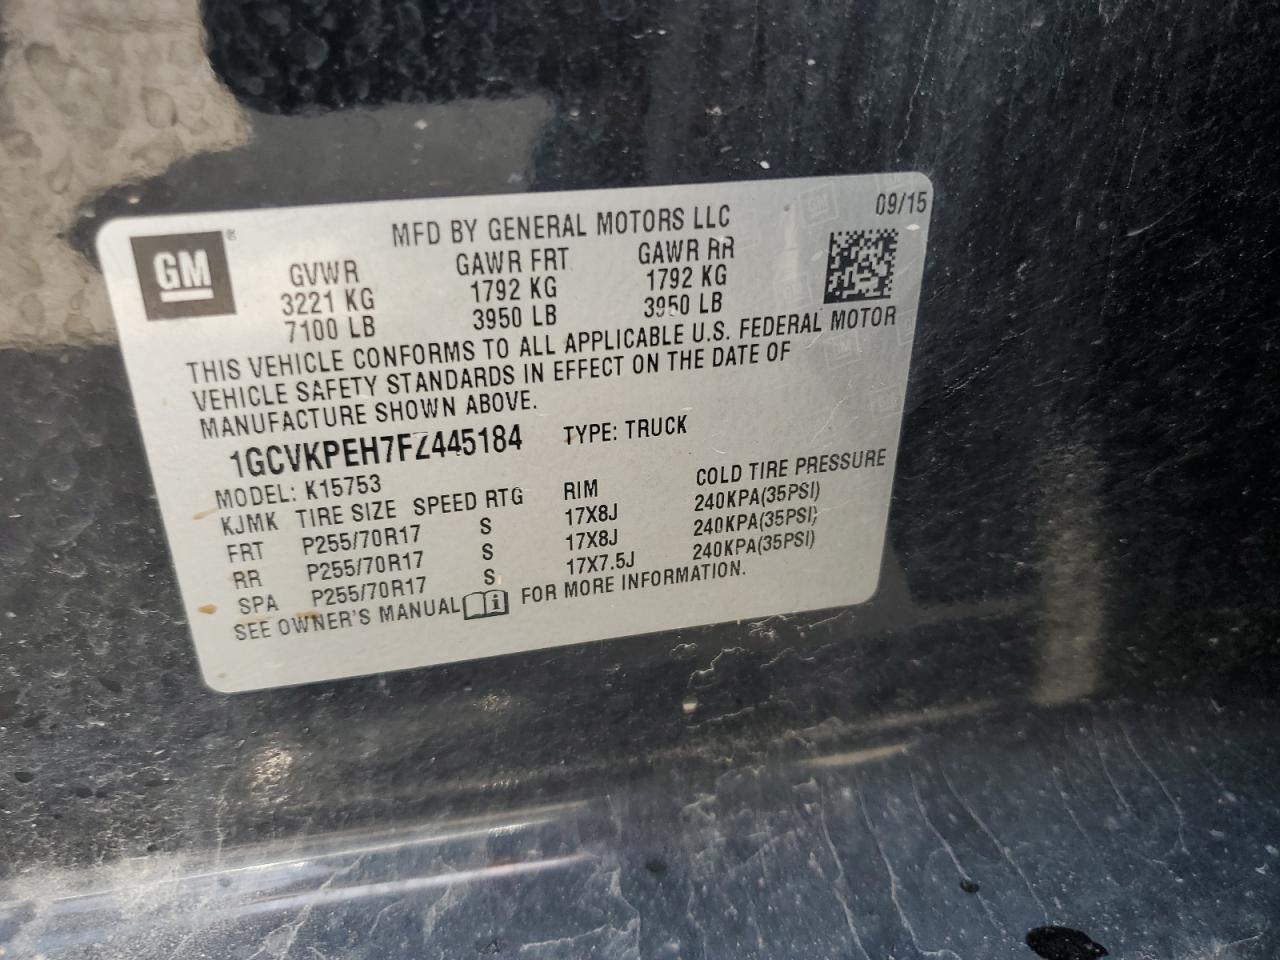 09/15
MFD BY GENERAL MOTORS LLC
GM
GVWR GAWR FRT GAWR RR
3221 KG 1792 KG 1792 KG
7100 LB 3950 LB 3950 LB
THIS VEHICLE CONFORMS TO ALL APPLICABLE U.S. FEDERAL MOTOR
VEHICLE SAFETY STANDARDS IN EFFECT ON THE DATE OF
MANUFACTURE SHOWN ABOVE.
1GCVKPEH7FZ445184 TYPE: TRUCK
MODEL: K15753
KJMK TIRE SIZE SPEED RTG RIM COLD TIRE PRESSURE
FRT P255/70R17 S 17X8J 240KPA(35PSI)
RR P255/70R17 S 17X8J 240KPA(35PSI)
SPA P255/70R17 S 17X7.5J 240KPA(35PSI)
SEE OWNER'S MANUAL i FOR MORE INFORMATION.